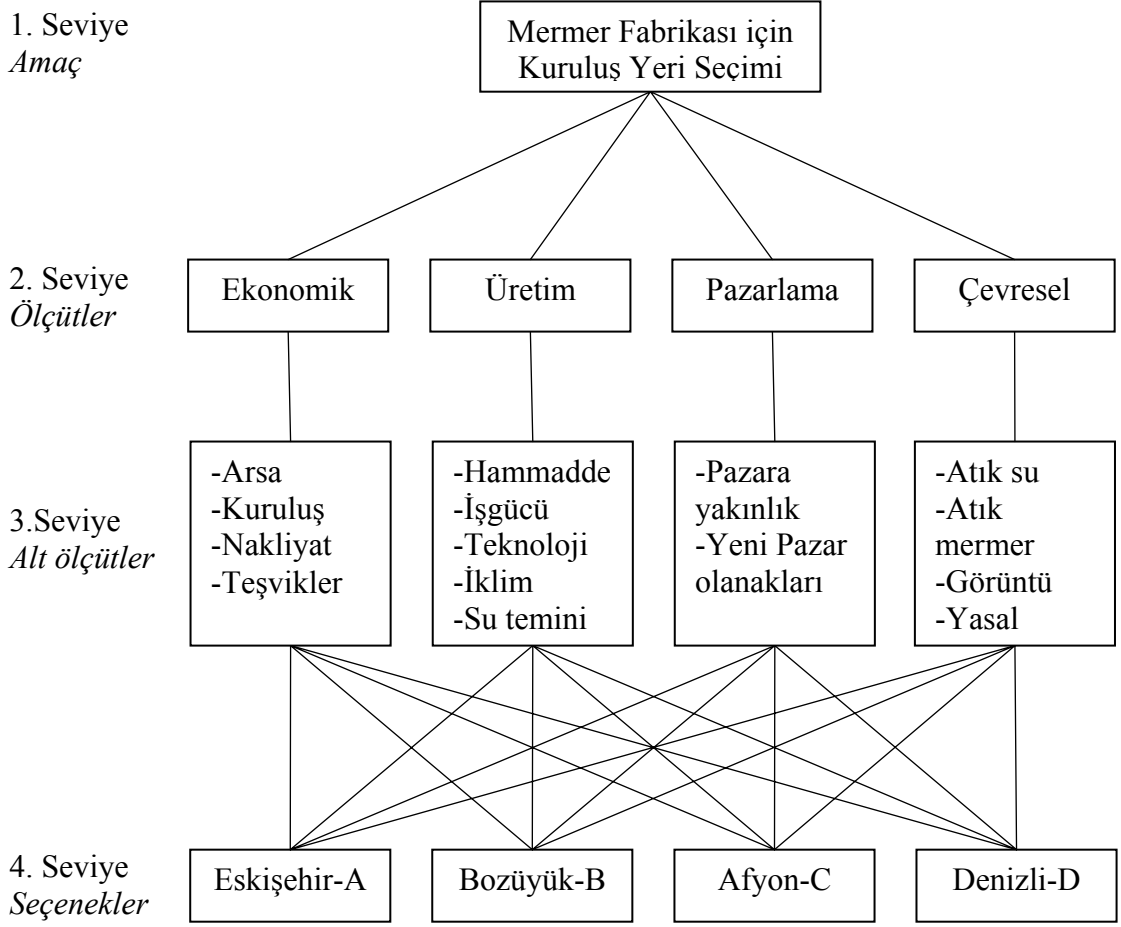 1. Seviye
Amaç
Mermer Fabrikası için
Kuruluş Yeri Seçimi
2. Seviye
Ölçütler
Ekonomik
Üretim
Pazarlama
Çevresel
3.Seviye
Alt ölçütler
-Arsa
-Kuruluş
-Nakliyat
-Teşvikler
-Hammadde
-İşgücü
-Teknoloji
-İklim
-Su temini
-Pazara
yakınlık
-Yeni Pazar
olanakları
-Atık su
-Atık
mermer
-Görüntü
-Yasal
4. Seviye
Seçenekler
Eskişehir-A
Bozüyük-B
Afyon-C
Denizli-D